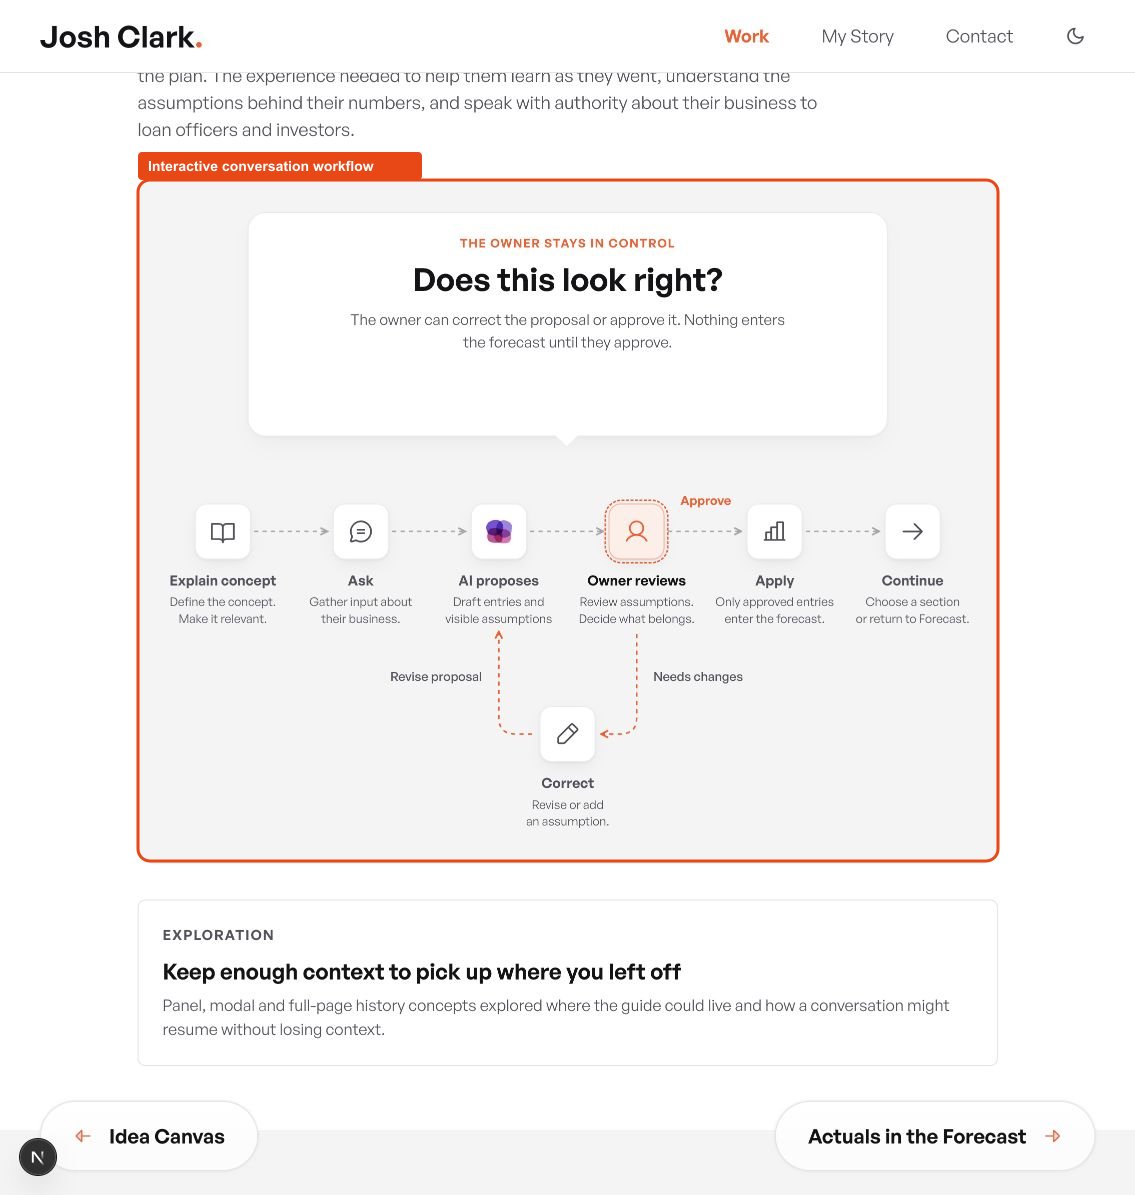 Josh Clark.
Work
My Story
Contact
the plan. The experience needed to help them learn as they went, understand the
assumptions behind their numbers, and speak with authority about their business to
loan officers and investors.
Interactive conversation workflow
THE OWNER STAYS IN CONTROL
Does this look right?
The owner can correct the proposal or approve it. Nothing enters
the forecast until they approve.
Approve
Explain concept
Define the concept.
Make it relevant.
Ask
Gather input about
their business.
AI proposes
Draft entries and
visible assumptions
Owner reviews
Review assumptions.
Decide what belongs.
Apply
Only approved entries
enter the forecast.
Continue
Choose a section
or return to Forecast.
Revise proposal
Needs changes
Correct
Revise or add
an assumption.
EXPLORATION
Keep enough context to pick up where you left off
Panel, modal and full-page history concepts explored where the guide could live and how a conversation might
resume without losing context.
Idea Canvas
Actuals in the Forecast
N